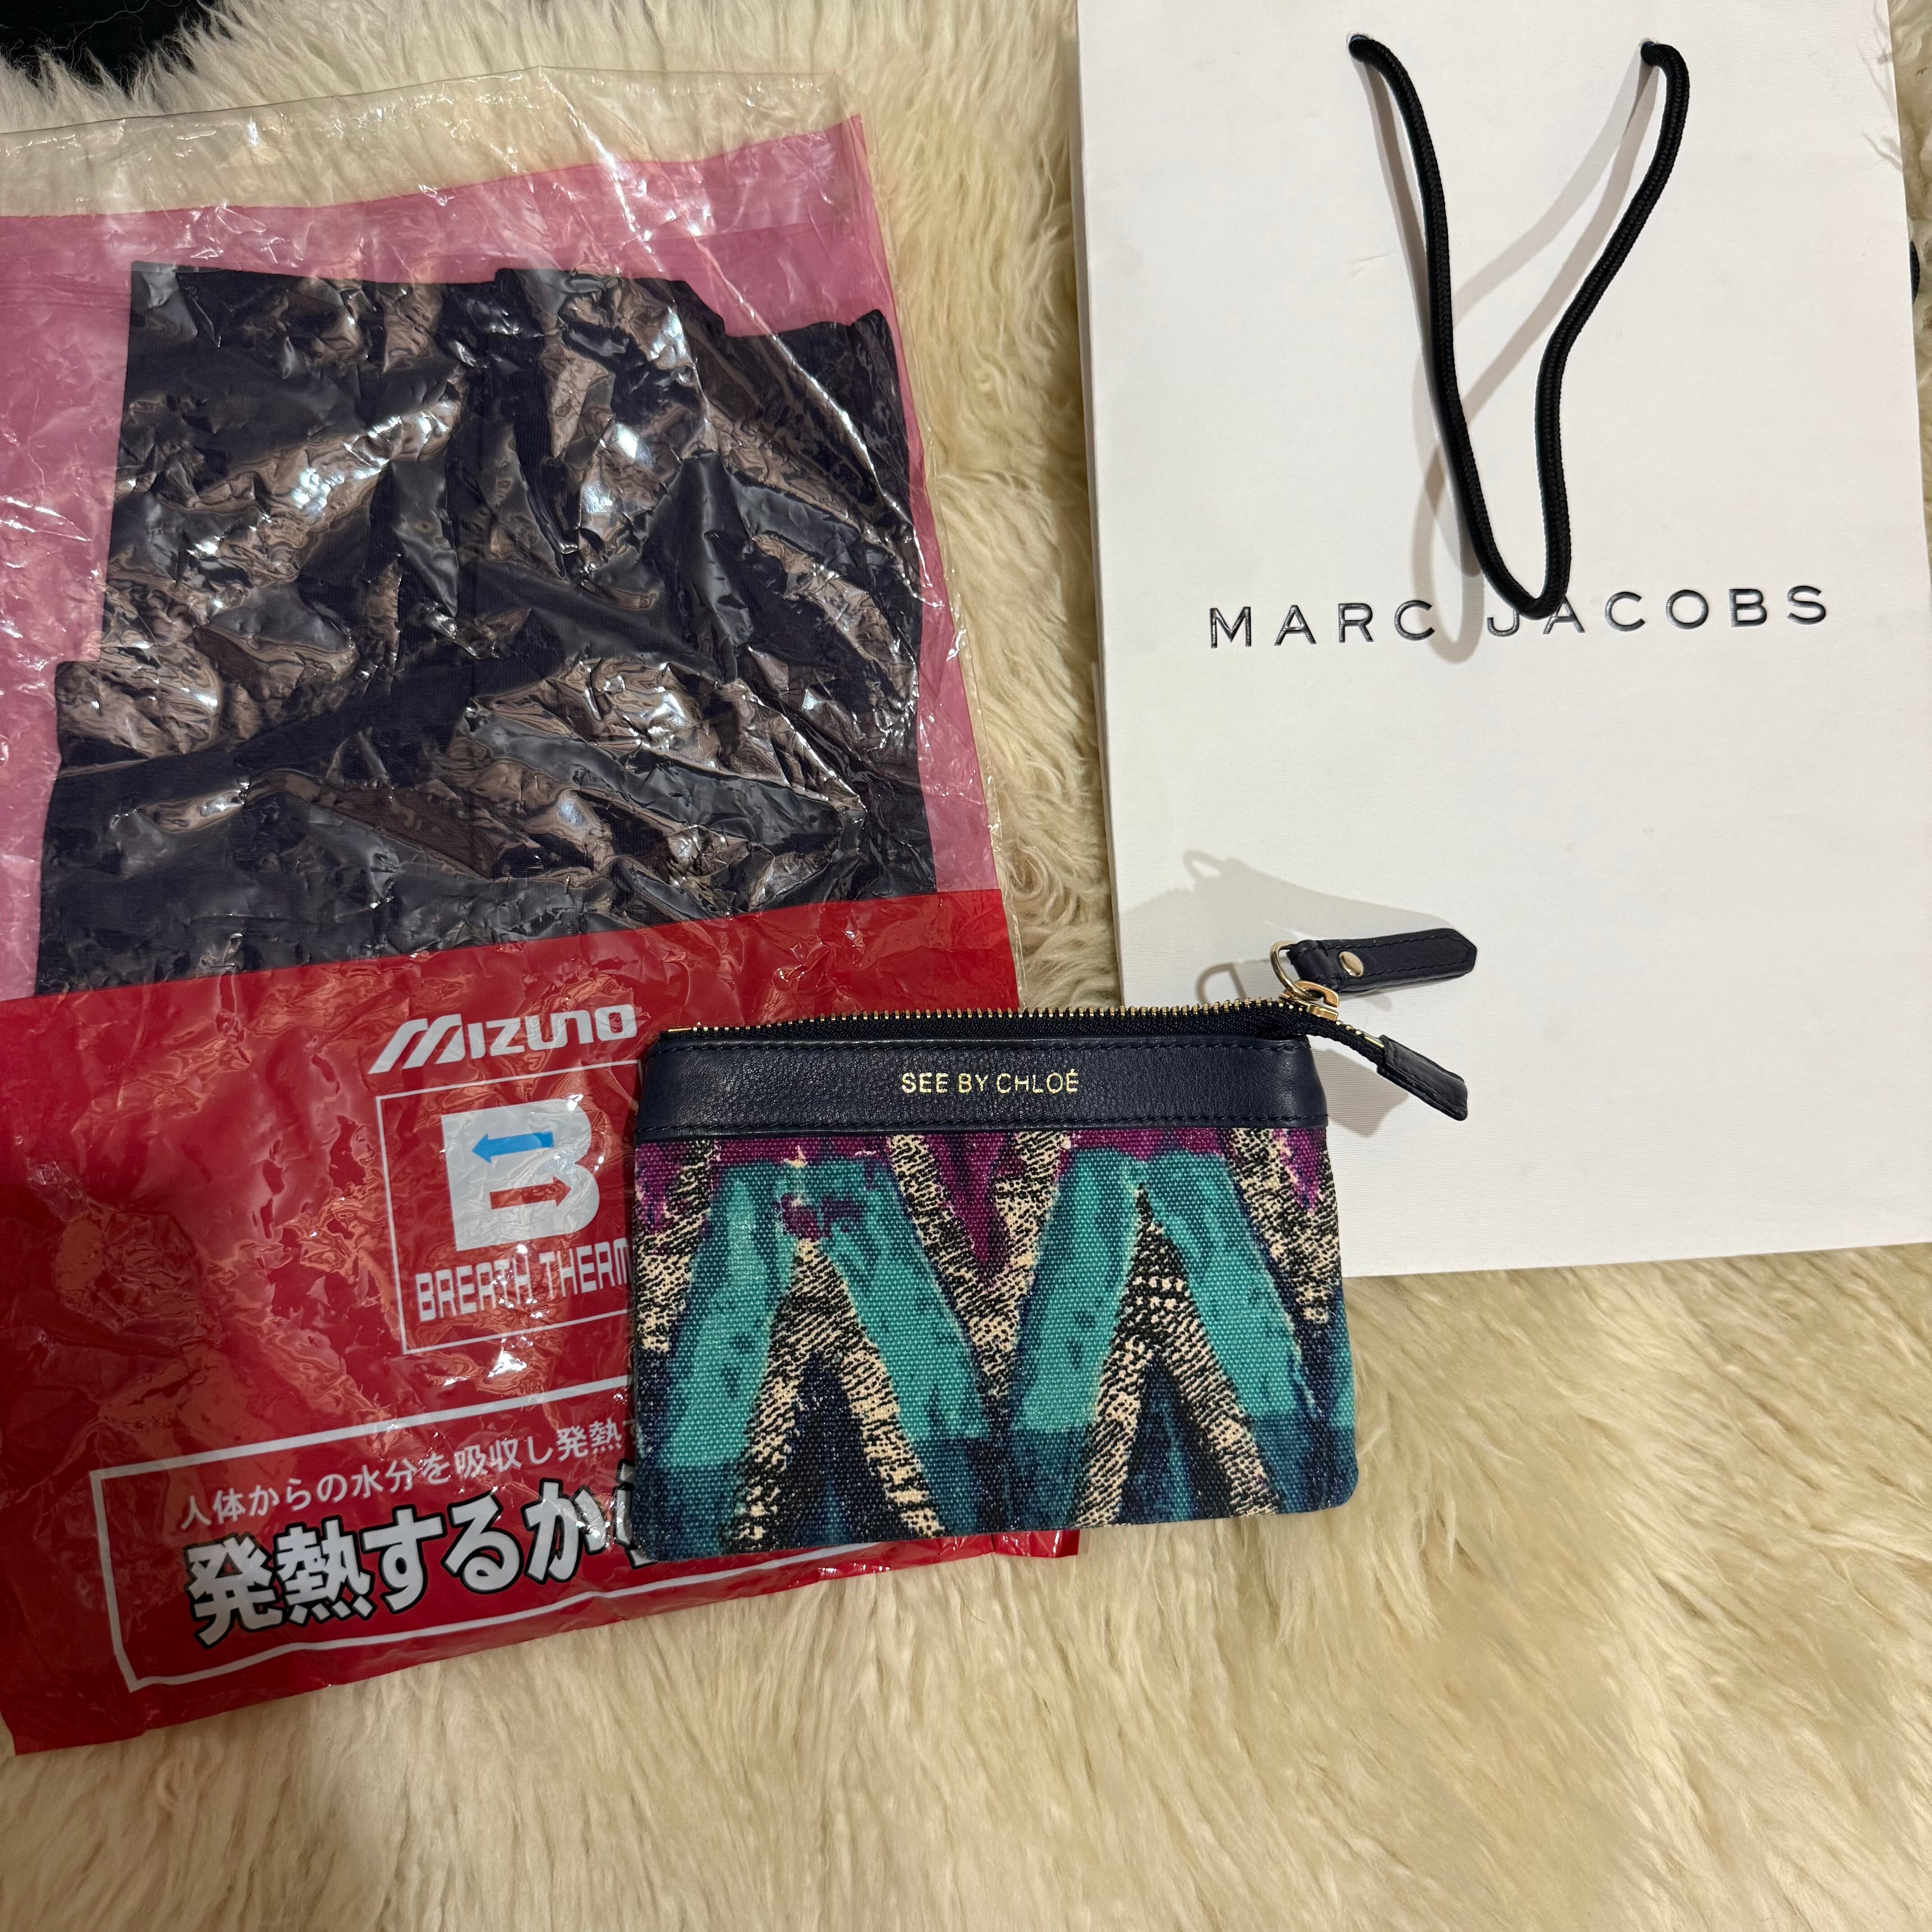 MARC JACOBS
MIZUNO
B
BREATH THERM
SEE BY CHLOÉ
人体からの水分を吸収し発熱
発熱するか